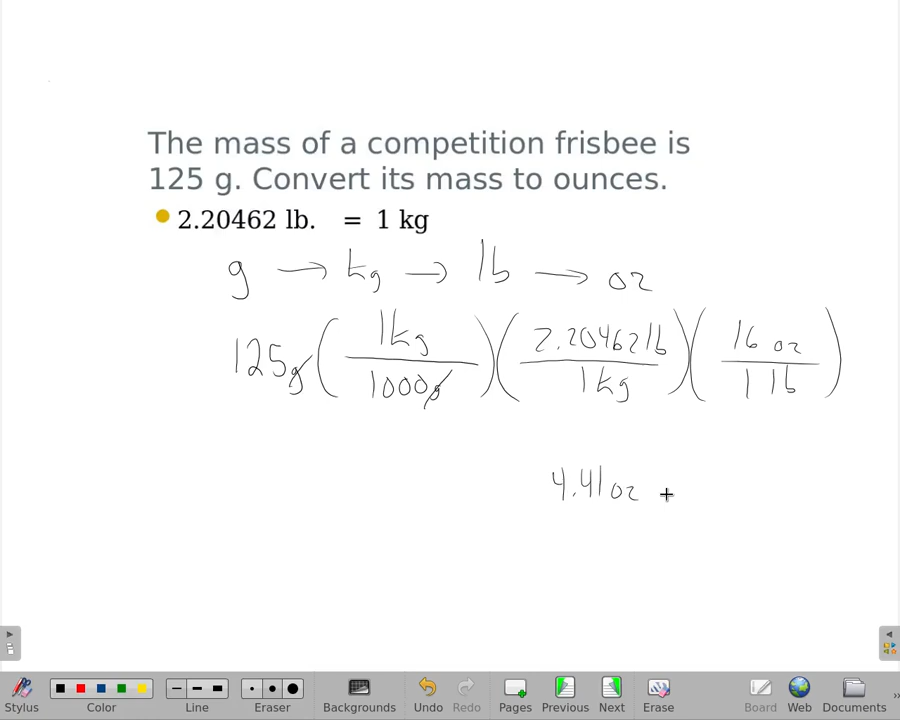 The mass of a competition frisbee is
125 g. Convert its mass to ounces.
2.20462 lb. = 1 kg
g → kg → lb → oz
125g (1kg/1000g)(2.20462lb/1kg)(16 oz/1 lb)
4.41oz
Stylus Color Line Eraser Backgrounds Undo Redo Pages Previous Next Erase Board Web Documents